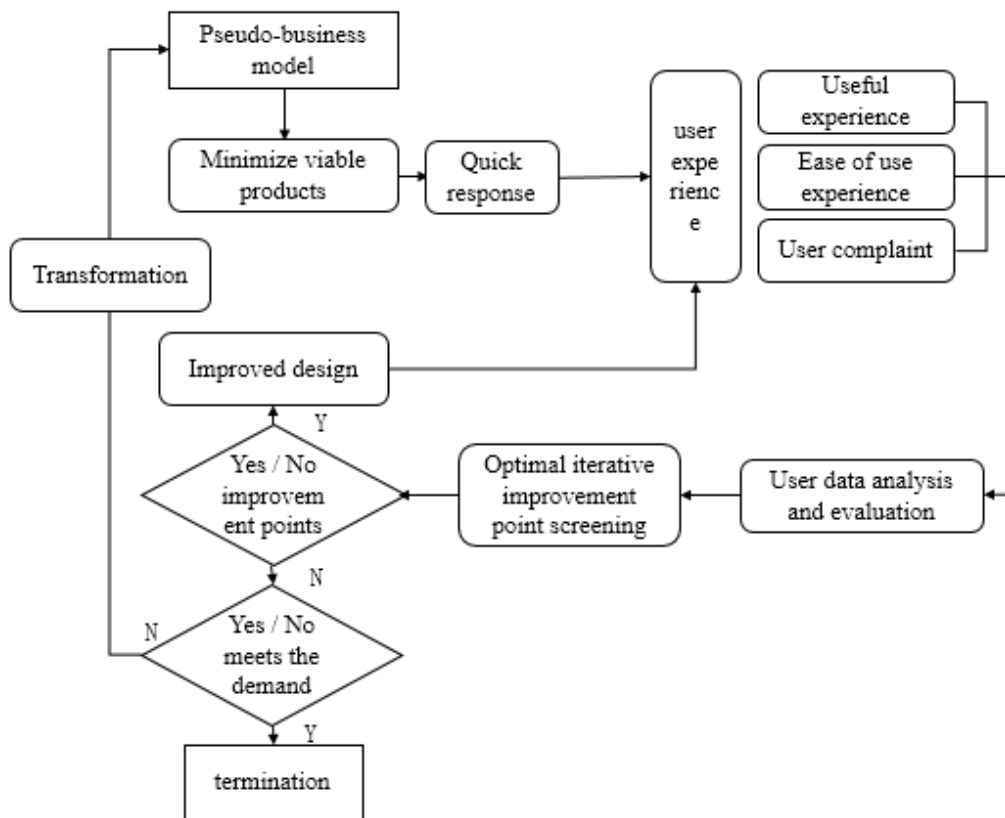 Pseudo-business
model
Minimize viable
products
Quick
response
user
expe
rienc
e
Useful
experience
Ease of use
experience
User complaint
Transformation
Improved design
Y
Yes / No
improvem
ent points
Optimal iterative
improvement
point screening
User data analysis
and evaluation
N
Yes / No
meets the
demand
N
Y
termination